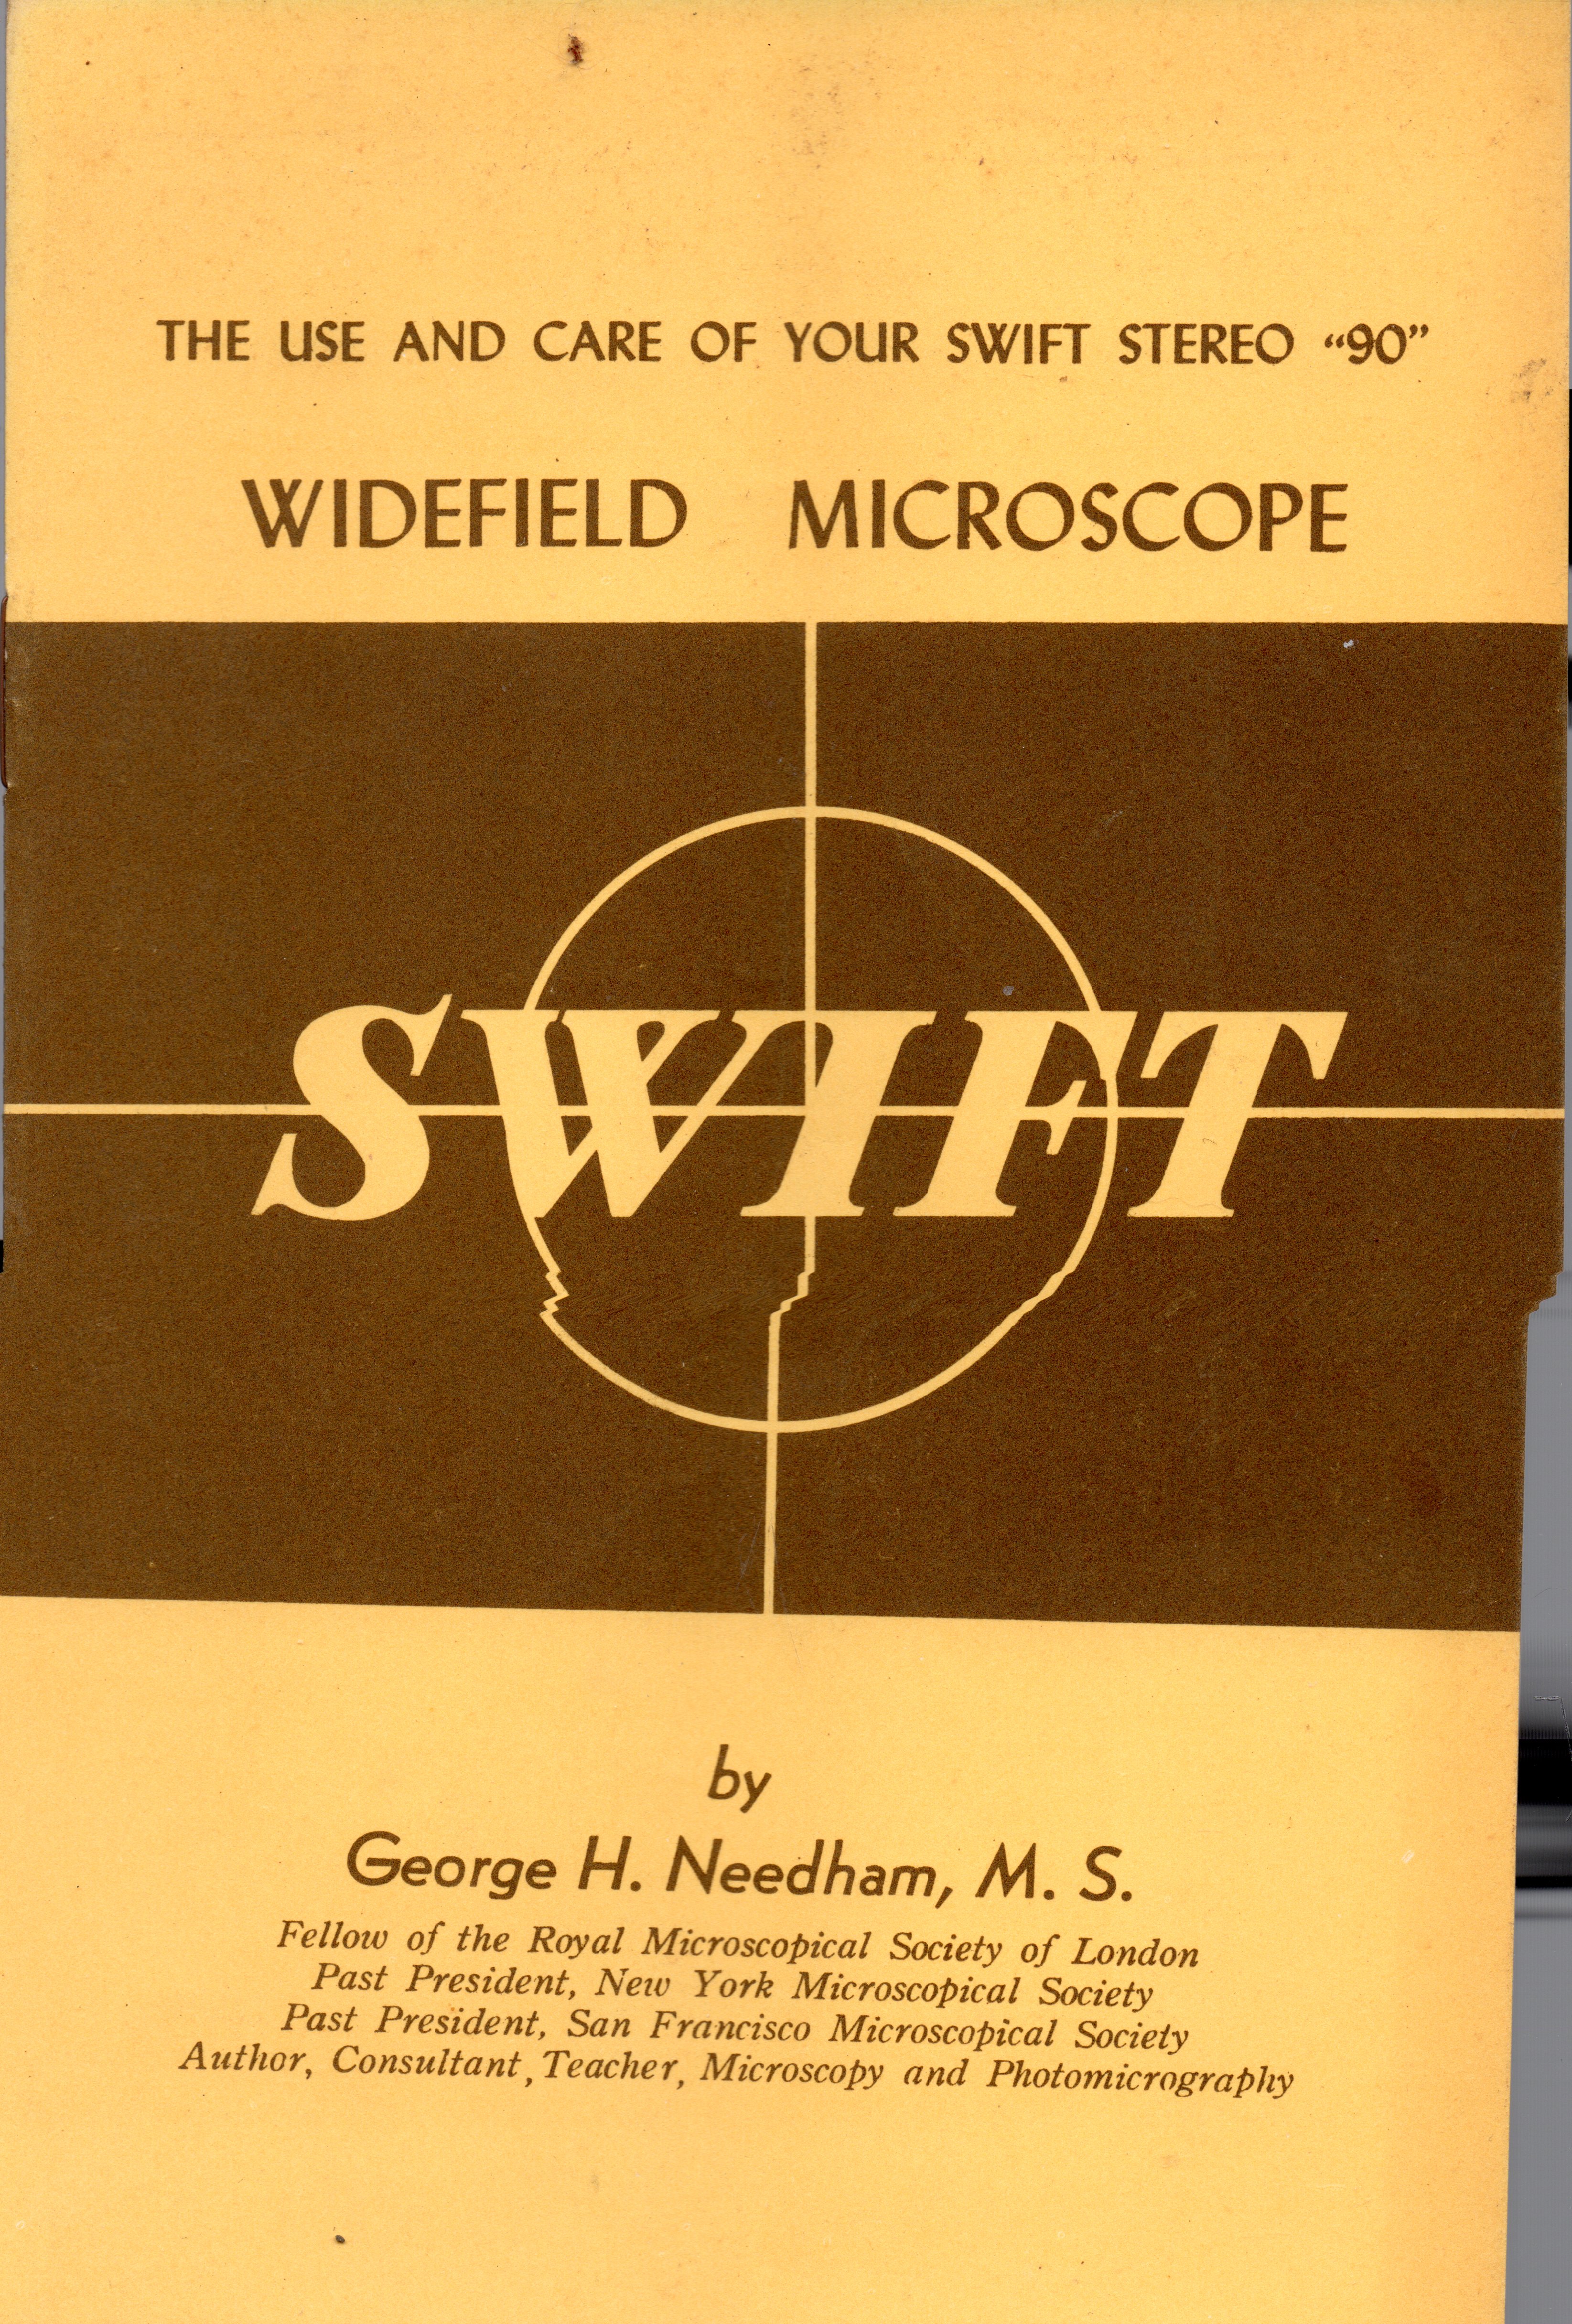 THE USE AND CARE OF YOUR SWIFT STEREO “90”
WIDEFIELD MICROSCOPE
SWIFT
by
George H. Needham, M. S.
Fellow of the Royal Microscopical Society of London
Past President, New York Microscopical Society
Past President, San Francisco Microscopical Society
Author, Consultant, Teacher, Microscopy and Photomicrography